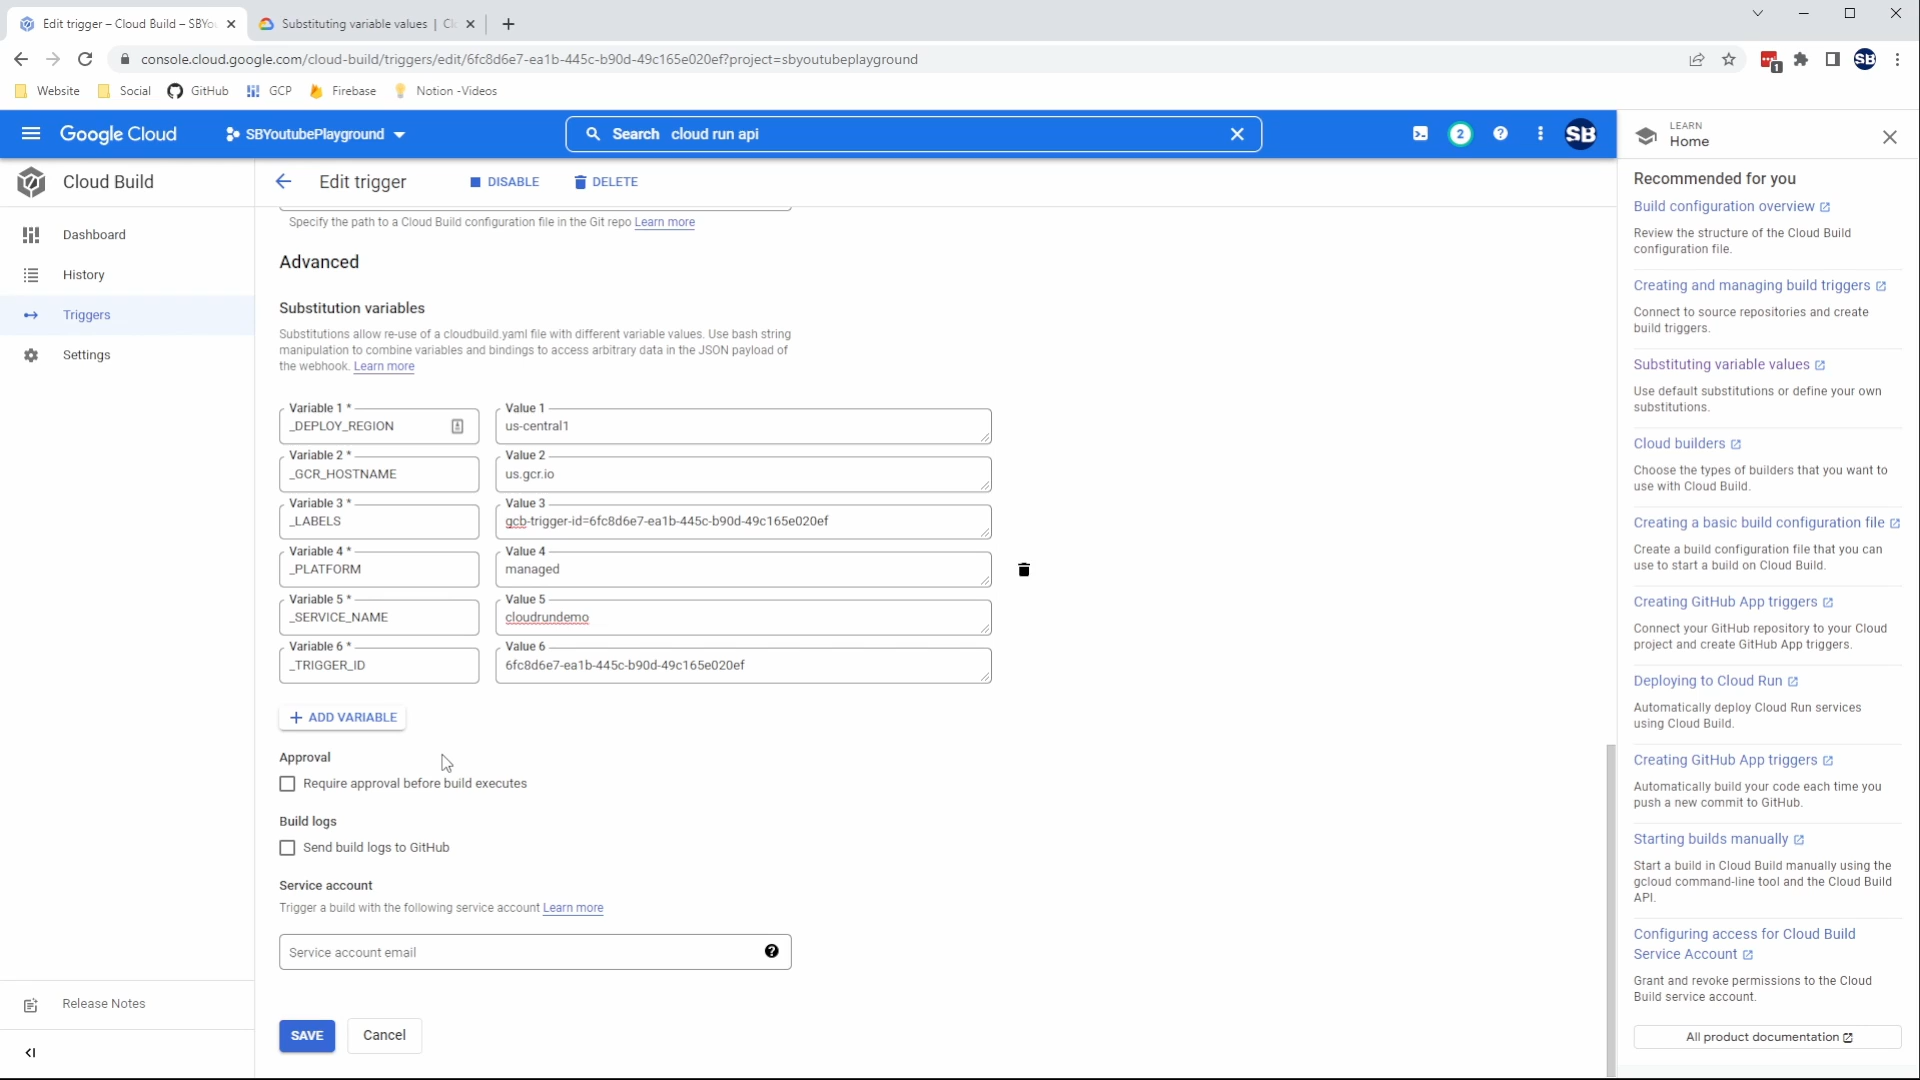 Edit trigger – Cloud Build – SBYou
Substituting variable values | Clo
console.cloud.google.com/cloud-build/triggers/edit/6fc8d6e7-ea1b-445c-b90d-49c165e020ef?project=sbyoutubeplayground
1
SB
Website
Social
GitHub
GCP
Firebase
Notion -Videos
Google Cloud
SBYoutubePlayground
Search cloud run api
2
SB
LEARN
Home
Cloud Build
Edit trigger
DISABLE
DELETE
Dashboard
History
Triggers
Settings
Release Notes
Specify the path to a Cloud Build configuration file in the Git repo Learn more
Advanced
Substitution variables
Substitutions allow re-use of a cloudbuild.yaml file with different variable values. Use bash string
manipulation to combine variables and bindings to access arbitrary data in the JSON payload of
the webhook. Learn more
Variable 1 *
_DEPLOY_REGION
Value 1
us-central1
Variable 2 *
_GCR_HOSTNAME
Value 2
us.gcr.io
Variable 3 *
_LABELS
Value 3
gcb-trigger-id=6fc8d6e7-ea1b-445c-b90d-49c165e020ef
Variable 4 *
_PLATFORM
Value 4
managed
Variable 5 *
_SERVICE_NAME
Value 5
cloudrundemo
Variable 6 *
_TRIGGER_ID
Value 6
6fc8d6e7-ea1b-445c-b90d-49c165e020ef
ADD VARIABLE
Approval
Require approval before build executes
Build logs
Send build logs to GitHub
Service account
Trigger a build with the following service account Learn more
Service account email
SAVE
Cancel
Recommended for you
Build configuration overview
Review the structure of the Cloud Build
configuration file.
Creating and managing build triggers
Connect to source repositories and create
build triggers.
Substituting variable values
Use default substitutions or define your own
substitutions.
Cloud builders
Choose the types of builders that you want to
use with Cloud Build.
Creating a basic build configuration file
Create a build configuration file that you can
use to start a build on Cloud Build.
Creating GitHub App triggers
Connect your GitHub repository to your Cloud
project and create GitHub App triggers.
Deploying to Cloud Run
Automatically deploy Cloud Run services
using Cloud Build.
Creating GitHub App triggers
Automatically build your code each time you
push a new commit to GitHub.
Starting builds manually
Start a build in Cloud Build manually using the
gcloud command-line tool and the Cloud Build
API.
Configuring access for Cloud Build
Service Account
Grant and revoke permissions to the Cloud
Build service account.
All product documentation